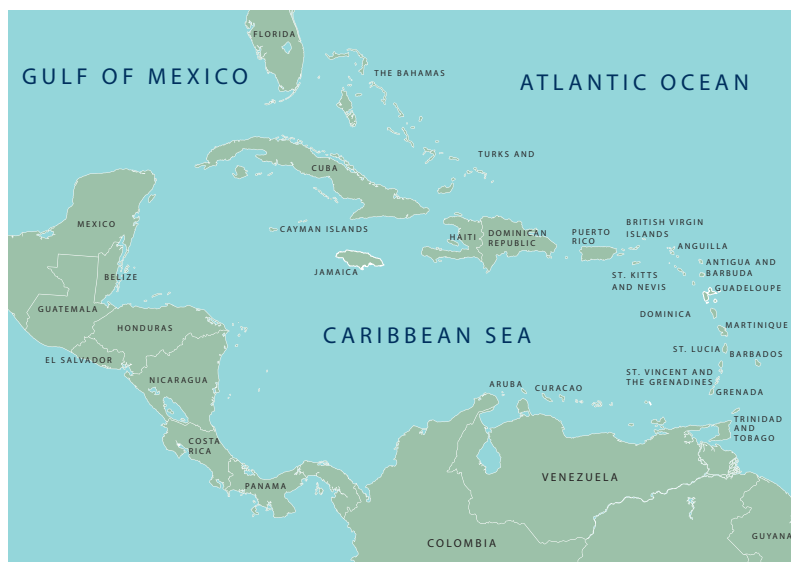 FLORIDA
GULF OF MEXICO
THE BAHAMAS
ATLANTIC OCEAN
TURKS AND
CUBA
MEXICO
CAYMAN ISLANDS
HAITI
DOMINICAN
REPUBLIC
PUERTO
RICO
BRITISH VIRGIN
ISLANDS
ANGUILLA
ANTIGUA AND
BARBUDA
BELIZE
JAMAICA
ST. KITTS
AND NEVIS
GUADELOUPE
GUATEMALA
HONDURAS
CARIBBEAN SEA
DOMINICA
MARTINIQUE
EL SALVADOR
ST. LUCIA
BARBADOS
NICARAGUA
ARUBA
CURACAO
ST. VINCENT AND
THE GRENADINES
GRENADA
COSTA
RICA
TRINIDAD
AND
TOBAGO
PANAMA
VENEZUELA
COLOMBIA
GUYANA